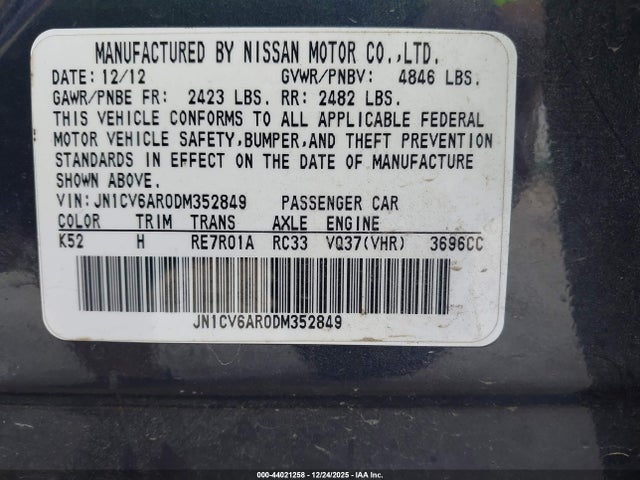 MANUFACTURED BY NISSAN MOTOR CO.,LTD.
DATE: 12/12 GVWR/PNBV: 4846 LBS.
GAWR/PNBE FR: 2423 LBS. RR: 2482 LBS.
THIS VEHICLE CONFORMS TO ALL APPLICABLE FEDERAL
MOTOR VEHICLE SAFETY,BUMPER,AND THEFT PREVENTION
STANDARDS IN EFFECT ON THE DATE OF MANUFACTURE
SHOWN ABOVE.
VIN:JN1CV6AR0DM352849 PASSENGER CAR
COLOR TRIM TRANS AXLE ENGINE
K52 H RE7R01A RC33 VQ37(VHR) 3696CC
JN1CV6AR0DM352849
000-44021258 - 12/24/2025 - IAA Inc.